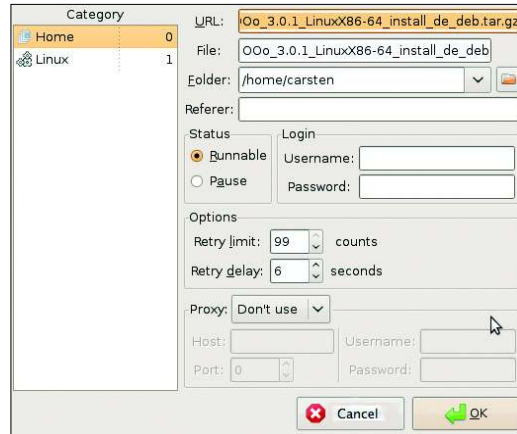 Category
Home 0
Linux 1
URL: OOo_3.0.1_LinuxX86-64_install_de_deb.tar.gz
File: OOo_3.0.1_LinuxX86-64_install_de_deb
Folder: /home/carsten
Referer:
Status
Runnable
Pause
Login
Username:
Password:
Options
Retry limit: 99 counts
Retry delay: 6 seconds
Proxy: Don't use
Host:
Username:
Port: 0
Password:
Cancel
OK